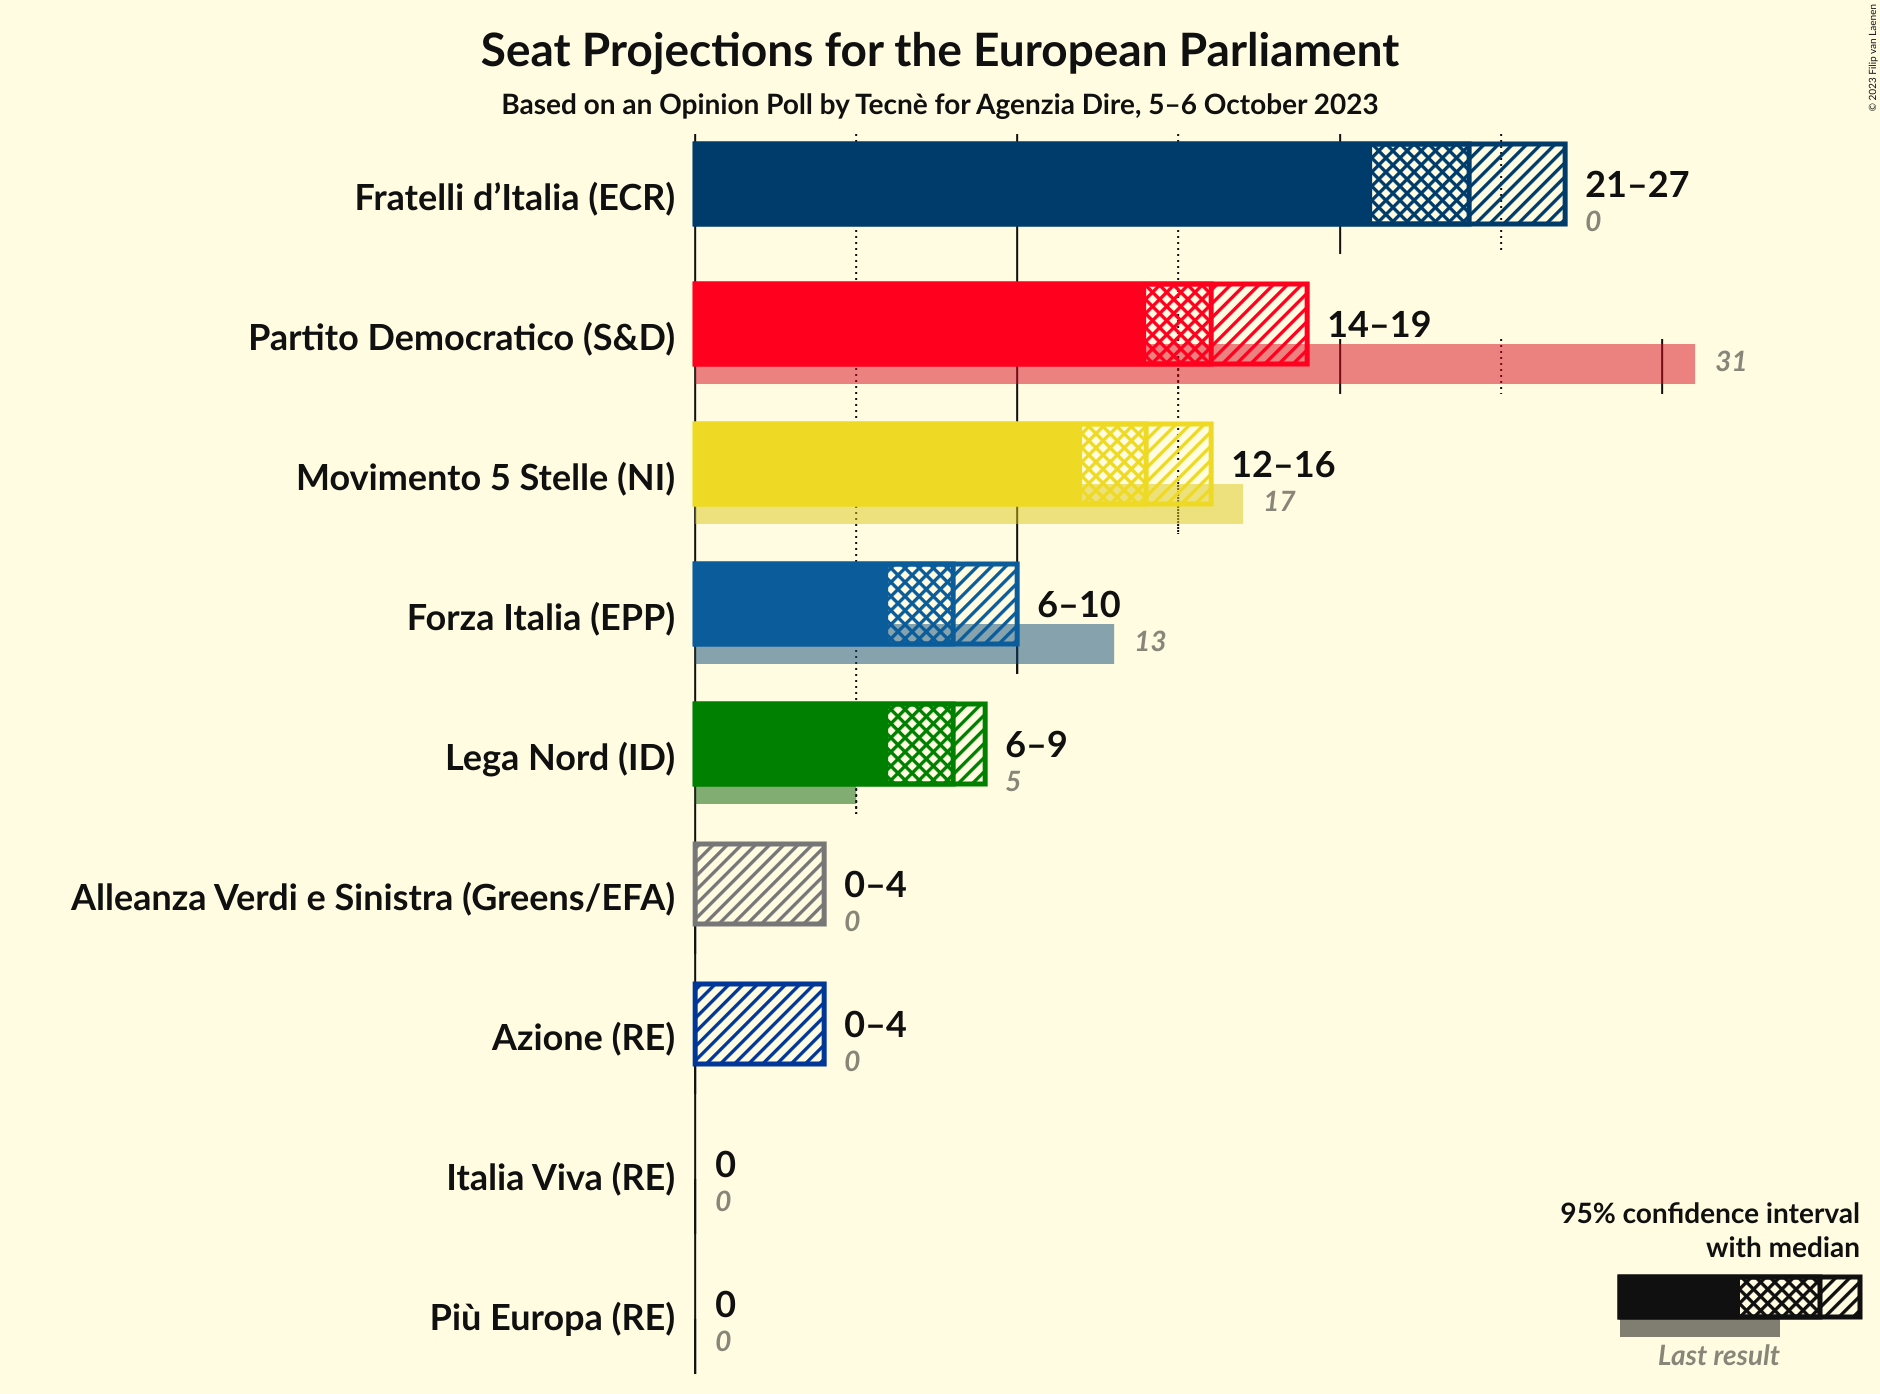 Seat Projections for the European Parliament
Based on an Opinion Poll by Tecnè for Agenzia Dire, 5–6 October 2023
© 2023 Filip van Laenen
Fratelli d’Italia (ECR)
21–27
0
Partito Democratico (S&D)
14–19
31
Movimento 5 Stelle (NI)
12–16
17
Forza Italia (EPP)
6–10
13
Lega Nord (ID)
6–9
5
Alleanza Verdi e Sinistra (Greens/EFA)
0–4
0
Azione (RE)
0–4
0
Italia Viva (RE)
0
0
Più Europa (RE)
0
0
95% confidence interval
with median
Last result